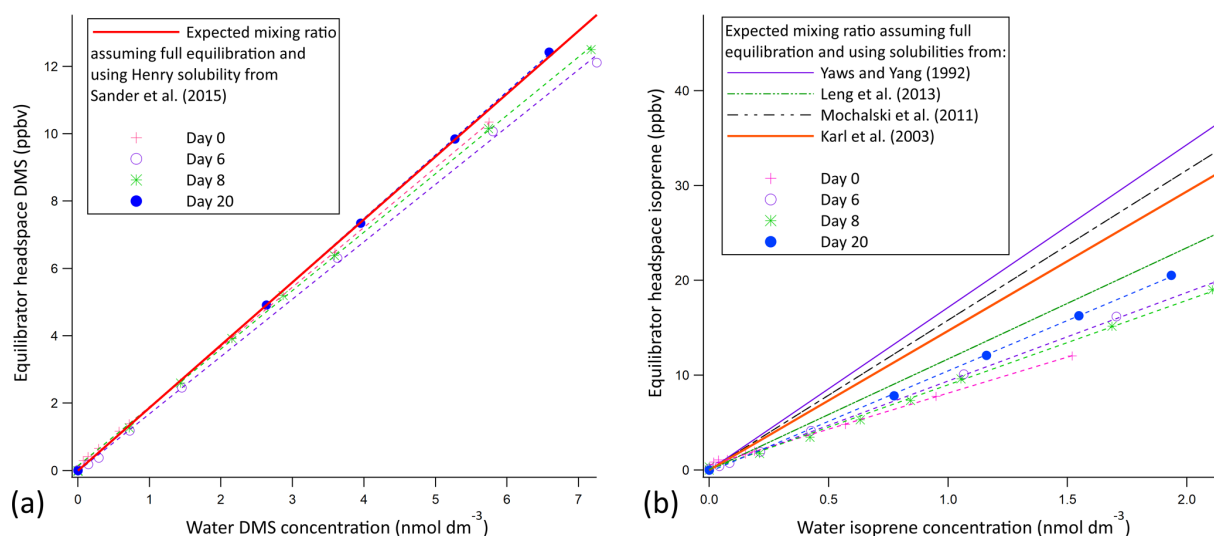 Equilibrator headspace DMS (ppbv)
12
10
8
6
4
2
0
Expected mixing ratio
assuming full equilibration and
using Henry solubility from
Sander et al. (2015)
Day 0
Day 6
Day 8
Day 20
0 1 2 3 4 5 6 7
(a)
Water DMS concentration (nmol dm⁻³)
Equilibrator headspace isoprene (ppbv)
40
30
20
10
0
Expected mixing ratio assuming full
equilibration and using solubilities from:
Yaws and Yang (1992)
Leng et al. (2013)
Mochalski et al. (2011)
Karl et al. (2003)
Day 0
Day 6
Day 8
Day 20
0.0 0.5 1.0 1.5 2.0
(b)
Water isoprene concentration (nmol dm⁻³)